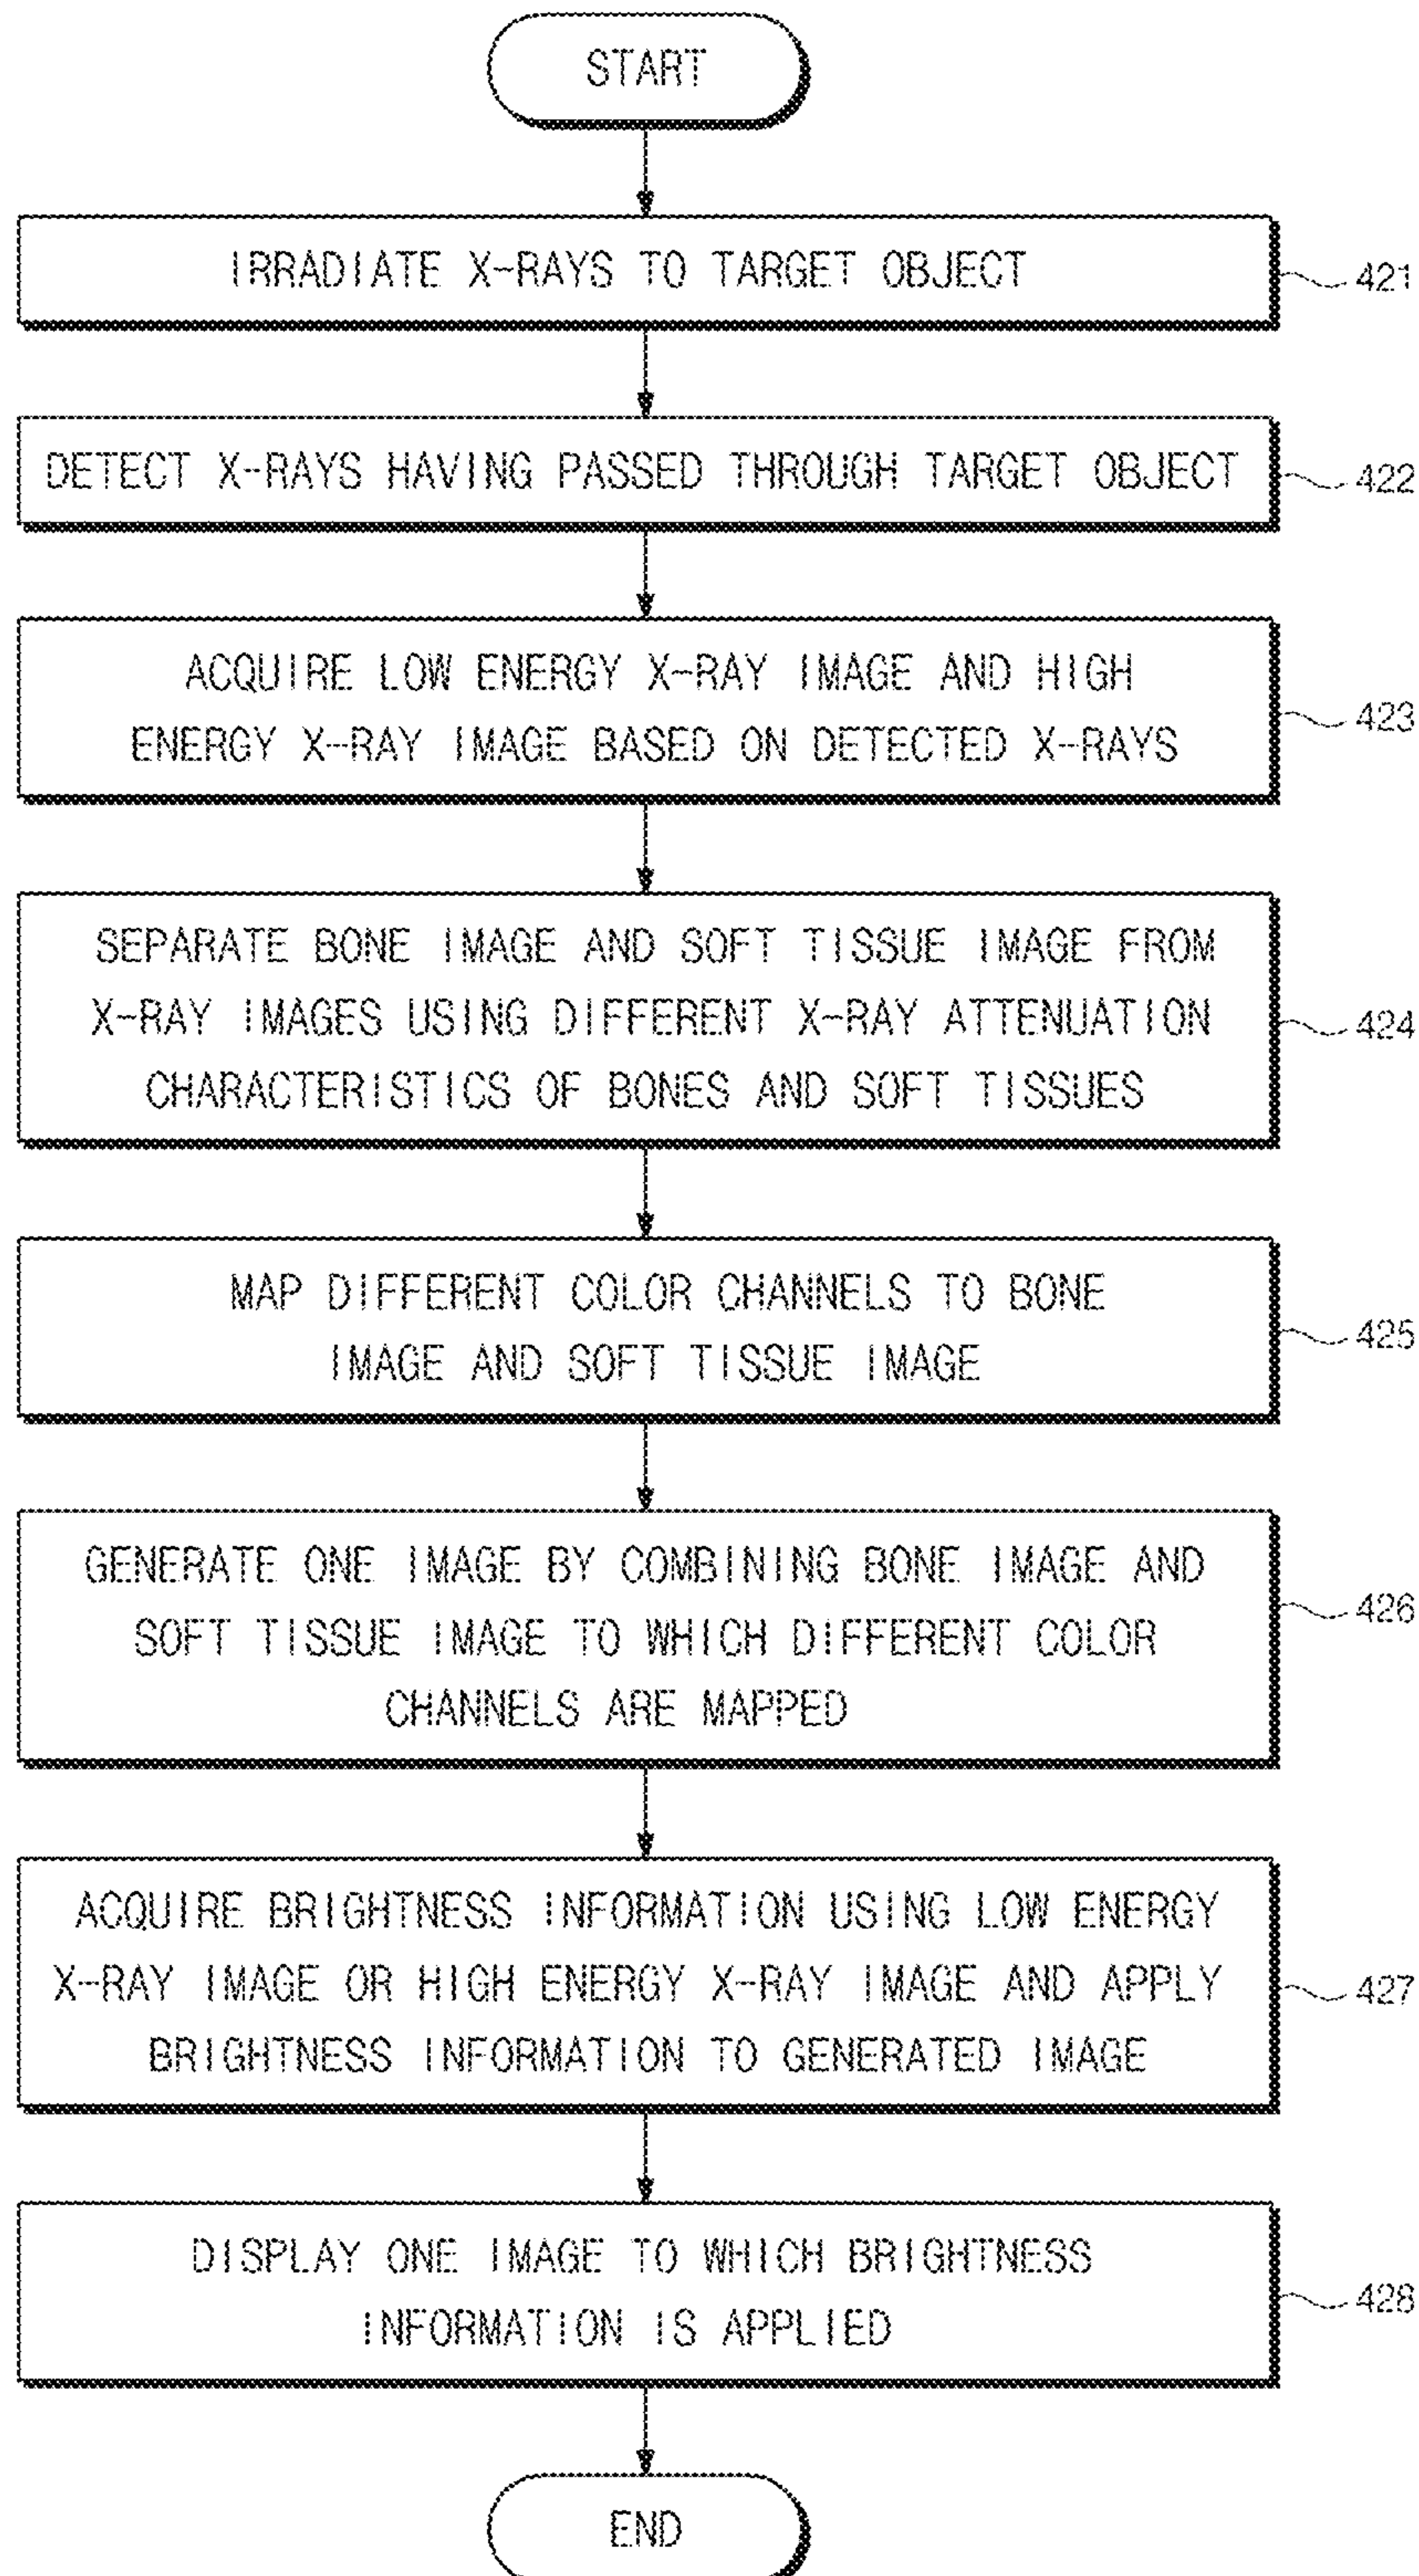 START
IRRADIATE X-RAYS TO TARGET OBJECT
421
DETECT X-RAYS HAVING PASSED THROUGH TARGET OBJECT
422
ACQUIRE LOW ENERGY X-RAY IMAGE AND HIGH
ENERGY X-RAY IMAGE BASED ON DETECTED X-RAYS
423
SEPARATE BONE IMAGE AND SOFT TISSUE IMAGE FROM
X-RAY IMAGES USING DIFFERENT X-RAY ATTENUATION
CHARACTERISTICS OF BONES AND SOFT TISSUES
424
MAP DIFFERENT COLOR CHANNELS TO BONE
IMAGE AND SOFT TISSUE IMAGE
425
GENERATE ONE IMAGE BY COMBINING BONE IMAGE AND
SOFT TISSUE IMAGE TO WHICH DIFFERENT COLOR
CHANNELS ARE MAPPED
426
ACQUIRE BRIGHTNESS INFORMATION USING LOW ENERGY
X-RAY IMAGE OR HIGH ENERGY X-RAY IMAGE AND APPLY
BRIGHTNESS INFORMATION TO GENERATED IMAGE
427
DISPLAY ONE IMAGE TO WHICH BRIGHTNESS
INFORMATION IS APPLIED
428
END